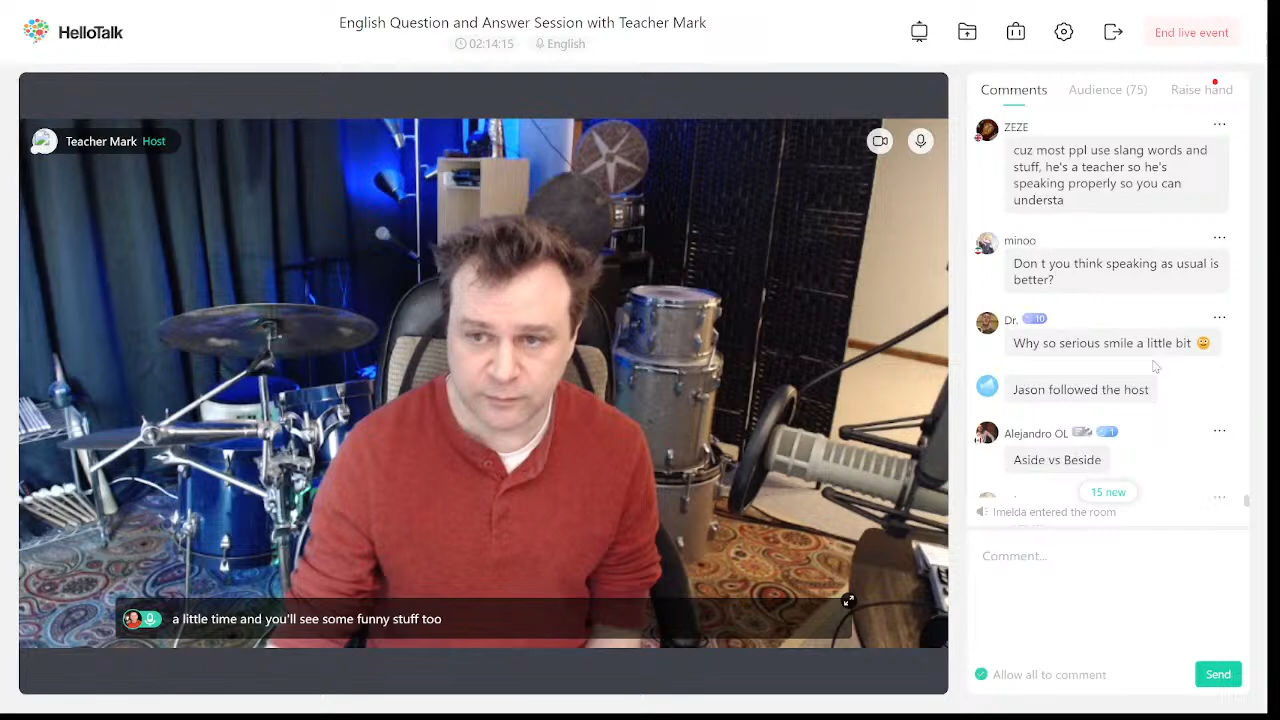 HelloTalk
English Question and Answer Session with Teacher Mark
02:14:15
English
End live event
Teacher Mark Host
a little time and you'll see some funny stuff too
Comments
Audience (75)
Raise hand
ZEZE
cuz most ppl use slang words and
stuff, he's a teacher so he's
speaking properly so you can
understa
minoo
Don t you think speaking as usual is
better?
Dr. 10
Why so serious smile a little bit 🙂
Jason followed the host
Alejandro OL 1
Aside vs Beside
15 new
Imelda entered the room
Comment...
Allow all to comment
Send